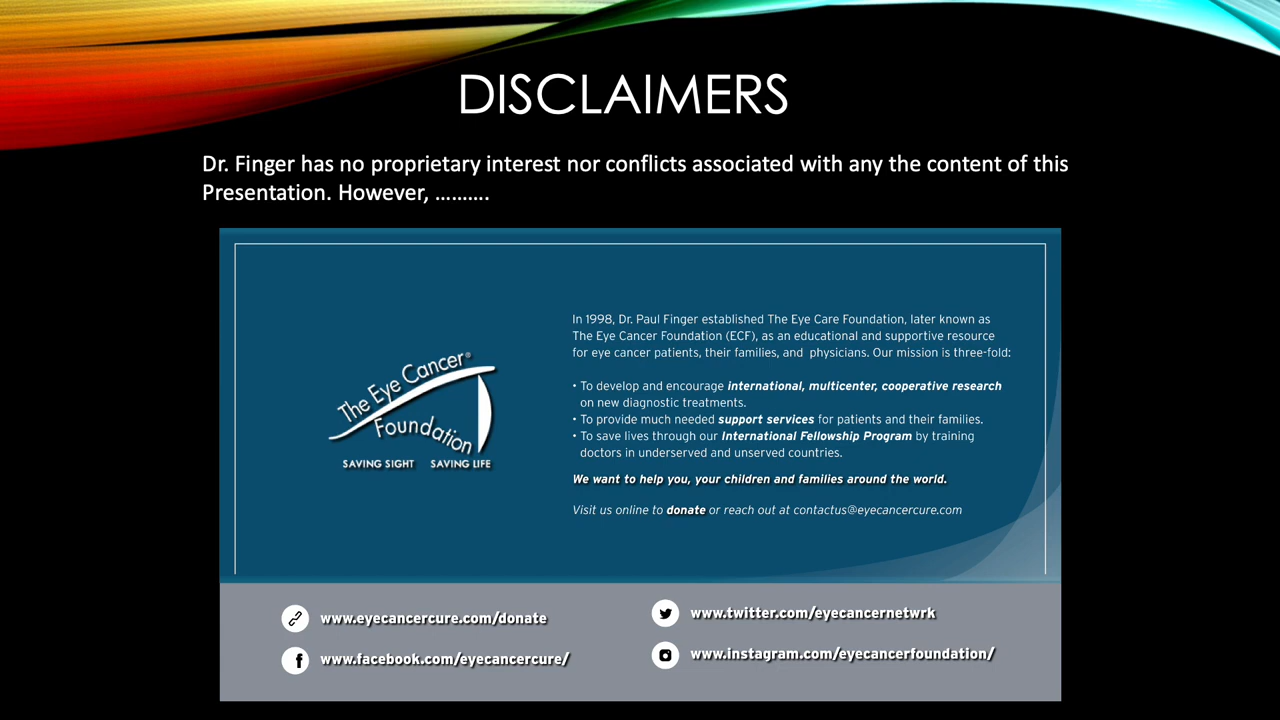 DISCLAIMERS
Dr. Finger has no proprietary interest nor conflicts associated with any the content of this
Presentation. However, ..........
The Eye Cancer®
Foundation
SAVING SIGHT SAVING LIFE
In 1998, Dr. Paul Finger established The Eye Care Foundation, later known as
The Eye Cancer Foundation (ECF), as an educational and supportive resource
for eye cancer patients, their families, and physicians. Our mission is three-fold:
• To develop and encourage international, multicenter, cooperative research
on new diagnostic treatments.
• To provide much needed support services for patients and their families.
• To save lives through our International Fellowship Program by training
doctors in underserved and unserved countries.
We want to help you, your children and families around the world.
Visit us online to donate or reach out at contactus@eyecancercure.com
www.eyecancercure.com/donate
www.facebook.com/eyecancercure/
www.twitter.com/eyecancernetwrk
www.instagram.com/eyecancerfoundation/